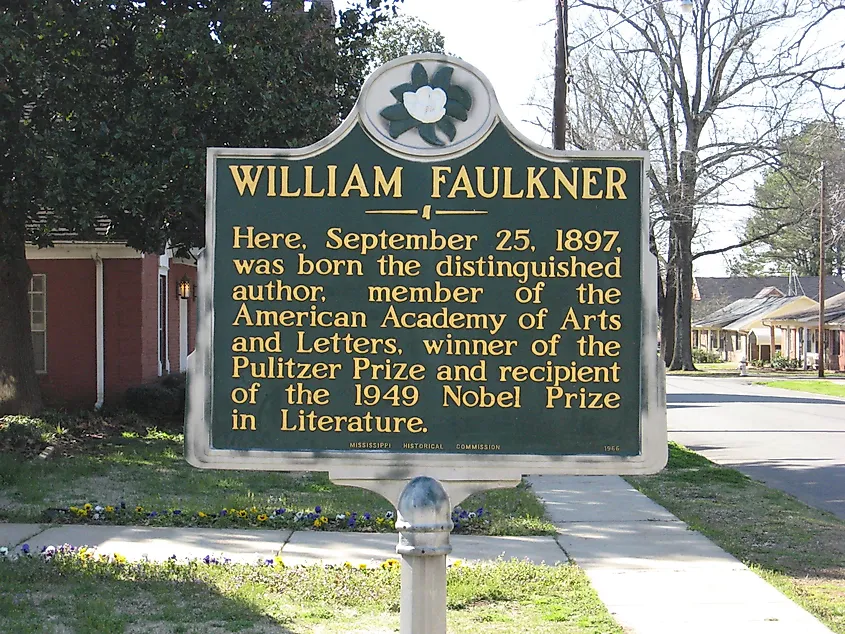 WILLIAM FAULKNER
Here, September 25, 1897,
was born the distinguished
author, member of the
American Academy of Arts
and Letters, winner of the
Pulitzer Prize and recipient
of the 1949 Nobel Prize
in Literature.
MISSISSIPPI HISTORICAL COMMISSION 1966